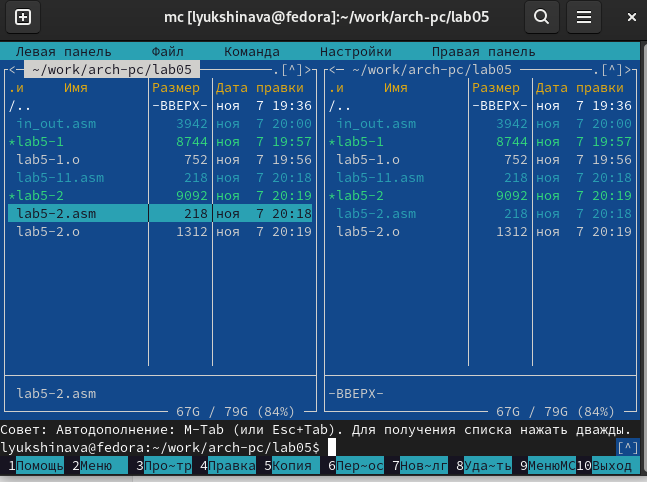 mc [lyukshinava@fedora]:~/work/arch-pc/lab05
Левая панель Файл Команда Настройки Правая панель
<─ ~/work/arch-pc/lab05 ─.[^]> <─ ~/work/arch-pc/lab05 ─.[^]>
.и Имя Размер Дата правки .и Имя Размер Дата правки
/.. -ВВЕРХ- ноя 7 19:36 /.. -ВВЕРХ- ноя 7 19:36
in_out.asm 3942 ноя 7 20:00 in_out.asm 3942 ноя 7 20:00
*lab5-1 8744 ноя 7 19:57 *lab5-1 8744 ноя 7 19:57
lab5-1.o 752 ноя 7 19:56 lab5-1.o 752 ноя 7 19:56
lab5-11.asm 218 ноя 7 20:18 lab5-11.asm 218 ноя 7 20:18
*lab5-2 9092 ноя 7 20:19 *lab5-2 9092 ноя 7 20:19
lab5-2.asm 218 ноя 7 20:18 lab5-2.asm 218 ноя 7 20:18
lab5-2.o 1312 ноя 7 20:19 lab5-2.o 1312 ноя 7 20:19
lab5-2.asm -ВВЕРХ-
67G / 79G (84%) 67G / 79G (84%)
Совет: Автодополнение: M-Tab (или Esc+Tab). Для получения списка нажать дважды.
lyukshinava@fedora:~/work/arch-pc/lab05$ [^]
1Помощь 2Меню 3Про~тр 4Правка 5Копия 6Пер~ос 7Нов~лг 8Уда~ть 9МенюMC 10Выход